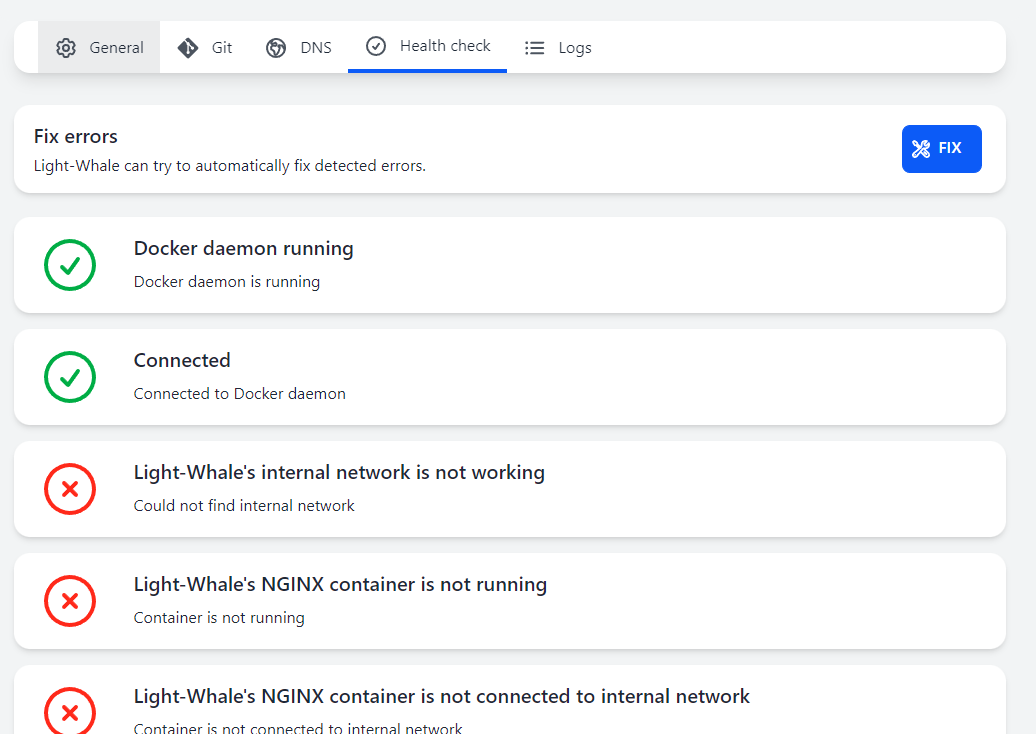 General Git DNS Health check Logs
Fix errors
Light-Whale can try to automatically fix detected errors.
FIX
Docker daemon running
Docker daemon is running
Connected
Connected to Docker daemon
Light-Whale's internal network is not working
Could not find internal network
Light-Whale's NGINX container is not running
Container is not running
Light-Whale's NGINX container is not connected to internal network
Container is not connected to internal network